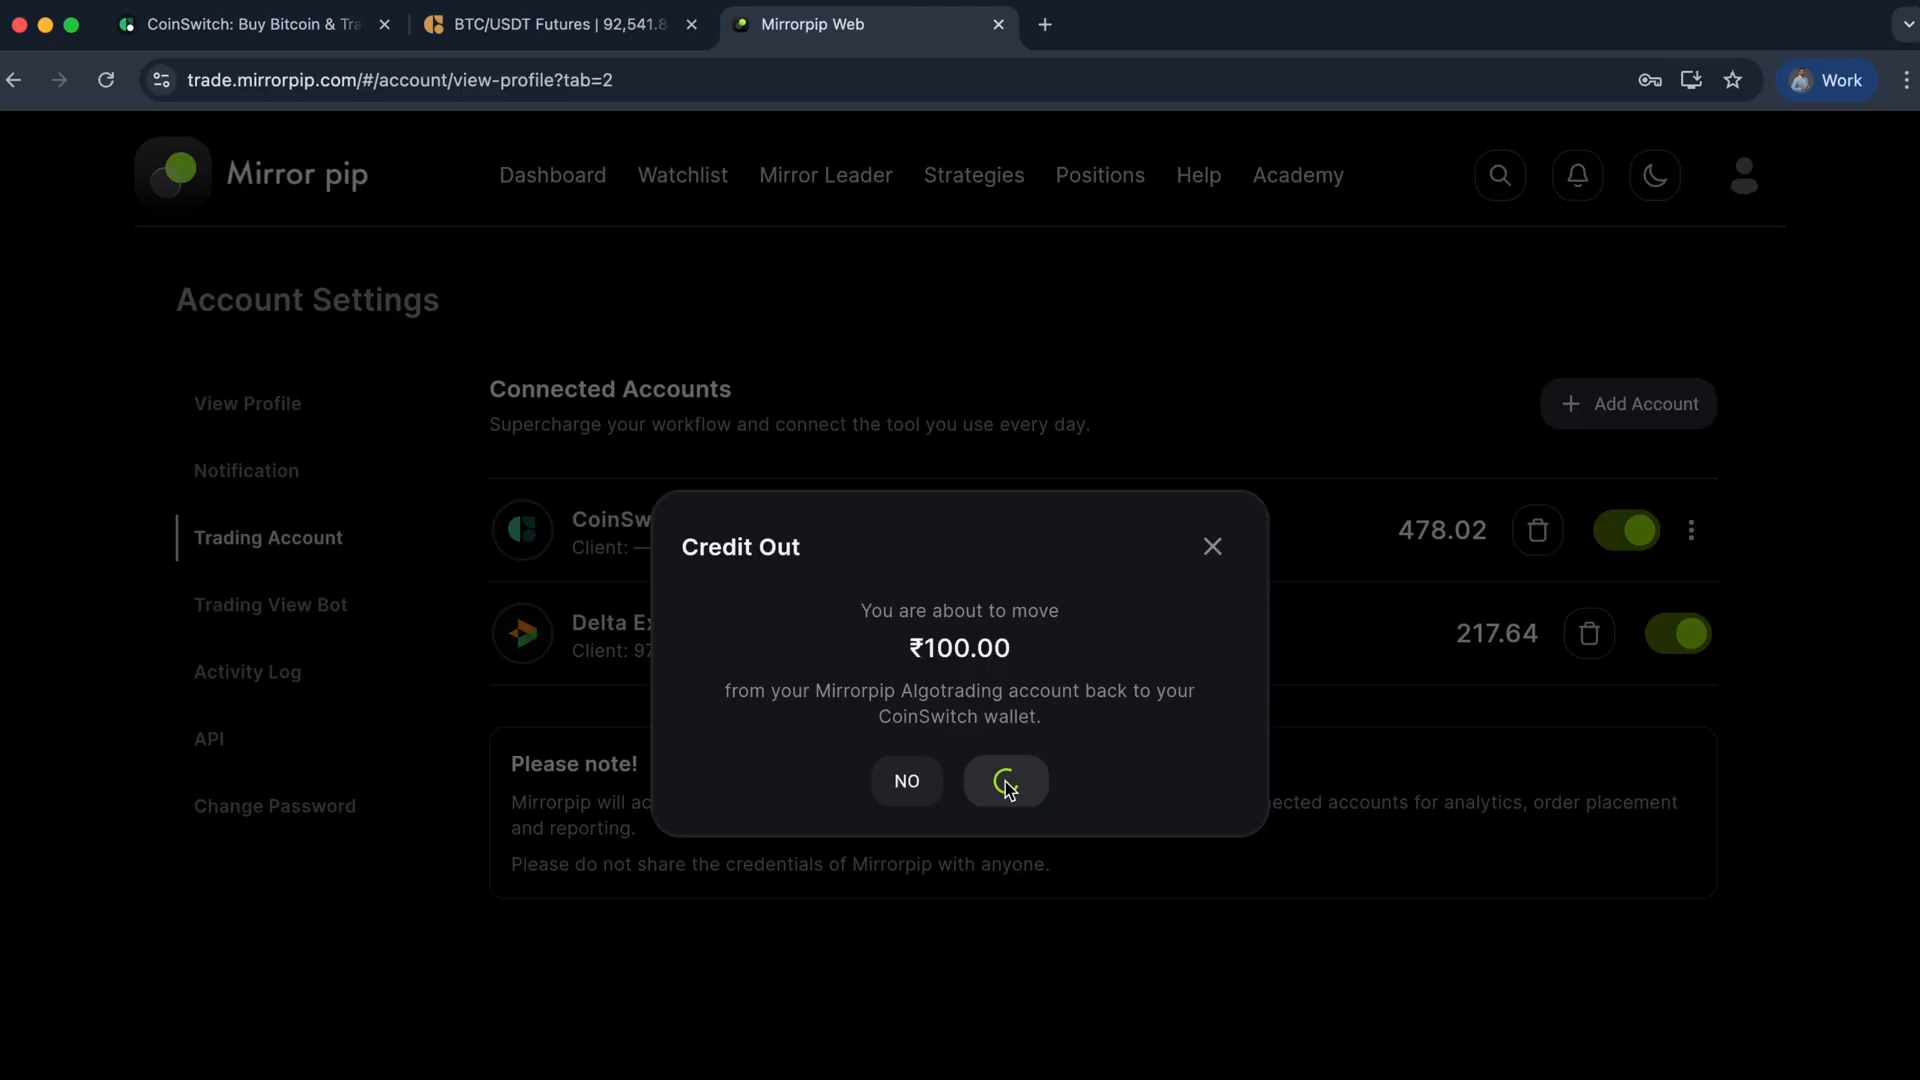 CoinSwitch: Buy Bitcoin & Tra
BTC/USDT Futures | 92,541.8
Mirrorpip Web
trade.mirrorpip.com/#/account/view-profile?tab=2
Work
Mirror pip
Dashboard
Watchlist
Mirror Leader
Strategies
Positions
Help
Academy
Account Settings
View Profile
Notification
Trading Account
Trading View Bot
Activity Log
API
Change Password
Connected Accounts
Supercharge your workflow and connect the tool you use every day.
+ Add Account
CoinSw
Client: —
478.02
Delta Ex
Client: 97
217.64
Credit Out
You are about to move
₹100.00
from your Mirrorpip Algotrading account back to your
CoinSwitch wallet.
NO
Please note!
Mirrorpip will ac
ected accounts for analytics, order placement
and reporting.
Please do not share the credentials of Mirrorpip with anyone.